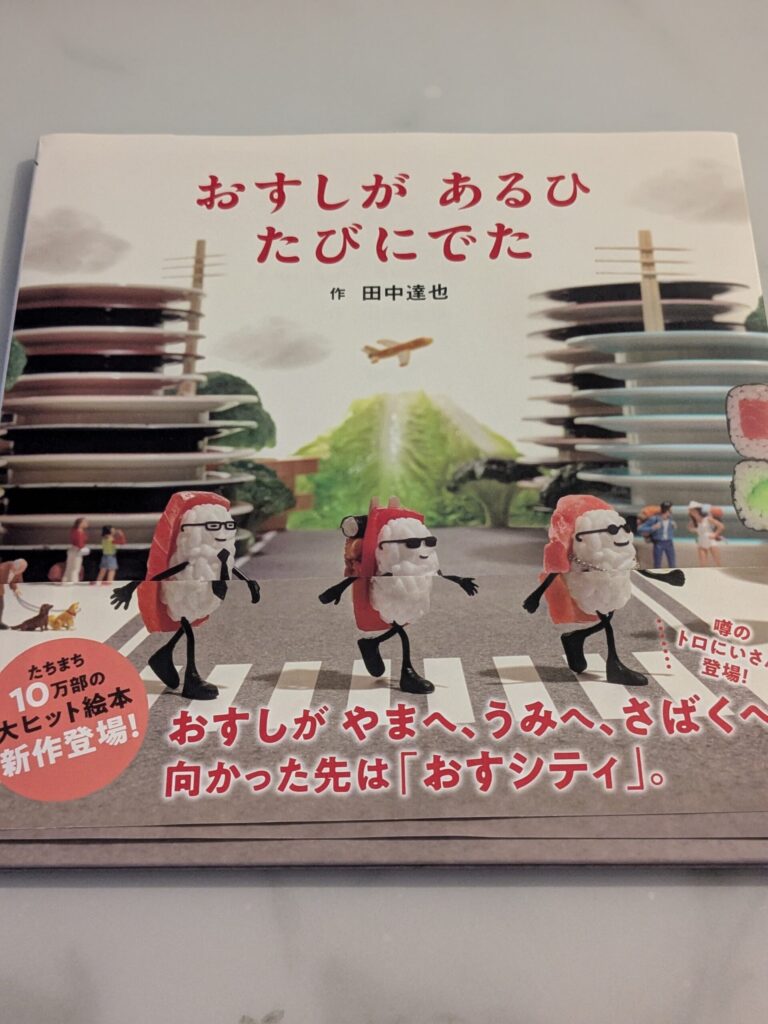 おすしが あるひ
たびにでた
作 田中達也
噂の
トロにいさん
登場!
たちまち
10万部の
大ヒット絵本
新作登場!
おすしが やまへ、うみへ、さばくへ
向かった先は「おすシティ」。